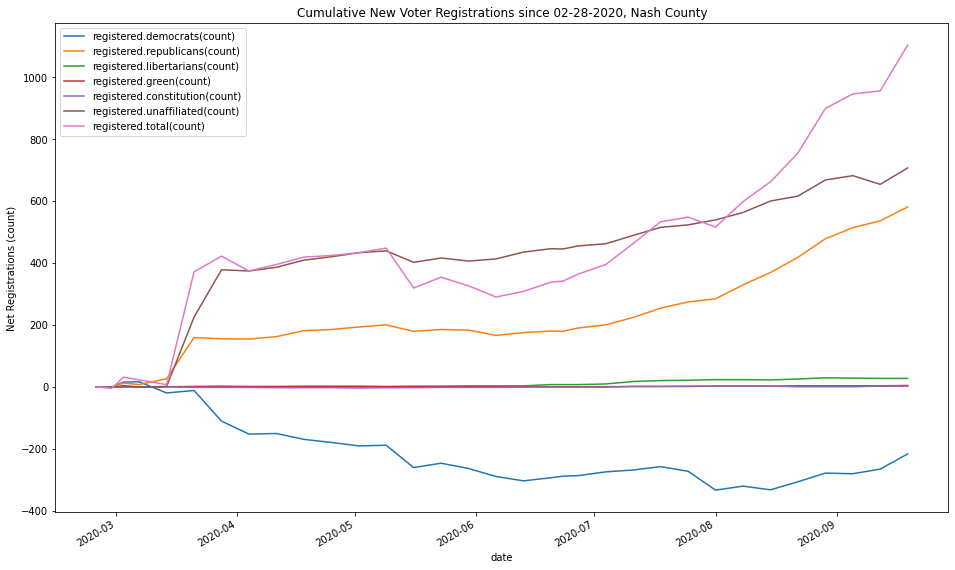 Cumulative New Voter Registrations since 02-28-2020, Nash County
registered.democrats(count)
registered.republicans(count)
registered.libertarians(count)
registered.green(count)
registered.constitution(count)
registered.unaffiliated(count)
registered.total(count)
Net Registrations (count)
1000
800
600
400
200
0
−200
−400
2020-03
2020-04
2020-05
2020-06
2020-07
2020-08
2020-09
date